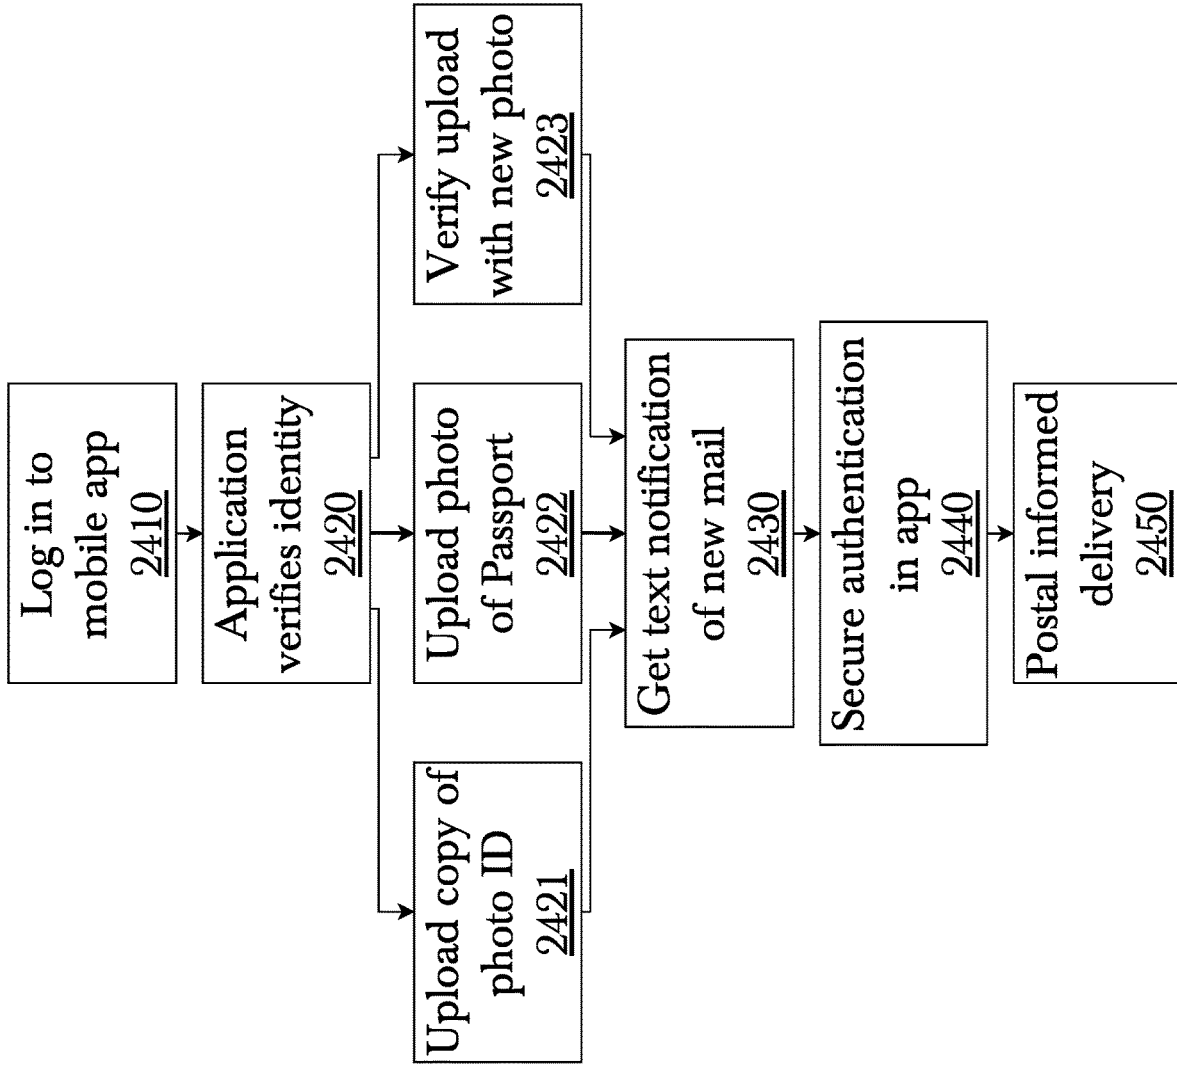 Log in to
mobile app
2410
Application
verifies identity
2420
Upload copy of
photo ID
2421
Upload photo
of Passport
2422
Verify upload
with new photo
2423
Get text notification
of new mail
2430
Secure authentication
in app
2440
Postal informed
delivery
2450